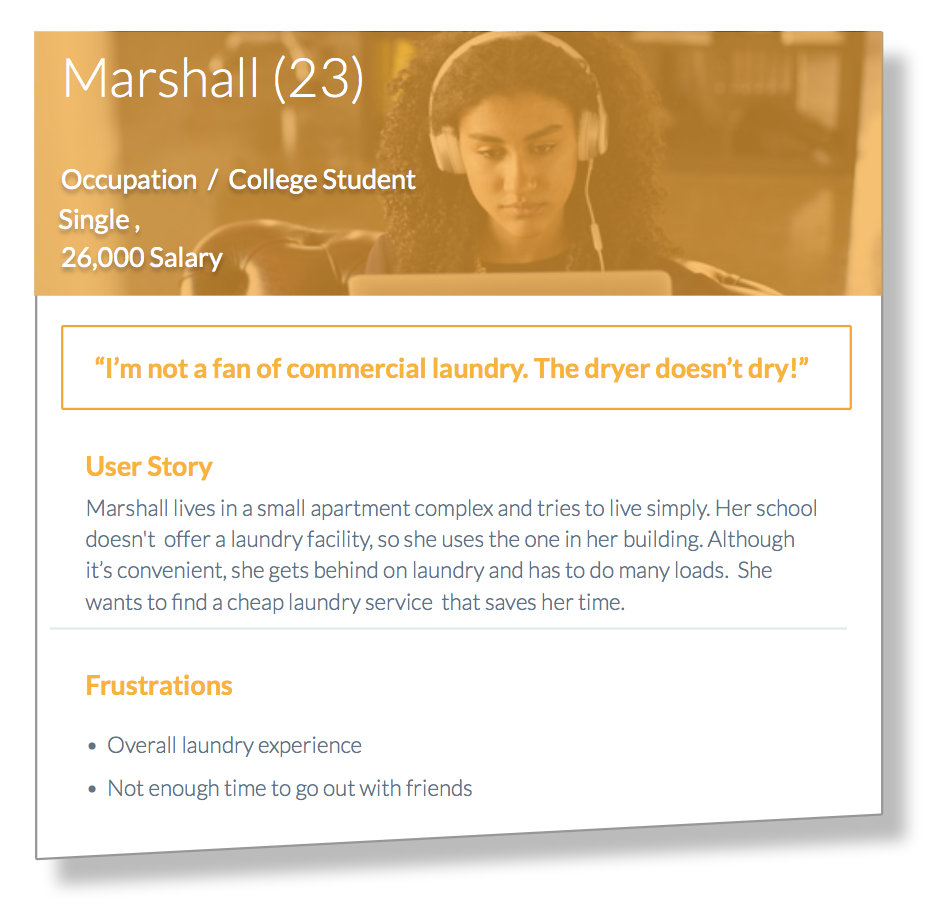 Marshall (23)
Occupation / College Student
Single ,
26,000 Salary
“I’m not a fan of commercial laundry. The dryer doesn’t dry!”
User Story
Marshall lives in a small apartment complex and tries to live simply. Her school
doesn't  offer a laundry facility, so she uses the one in her building. Although
it’s convenient, she gets behind on laundry and has to do many loads.  She
wants to find a cheap laundry service  that saves her time.
Frustrations
• Overall laundry experience
• Not enough time to go out with friends